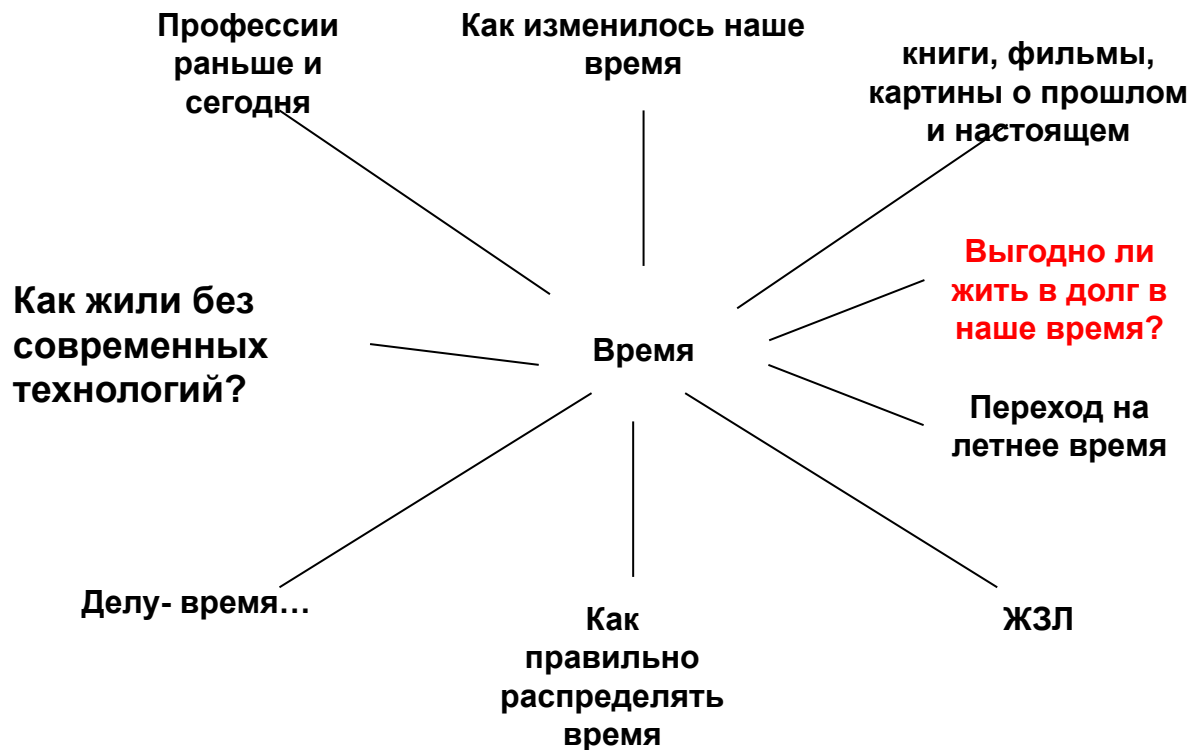 Профессии
раньше и
сегодня
Как изменилось наше
время
книги, фильмы,
картины о прошлом
и настоящем
Выгодно ли
жить в долг в
наше время?
Как жили без
современных
технологий?
Время
Переход на
летнее время
Делу- время…
Как
правильно
распределять
время
ЖЗЛ